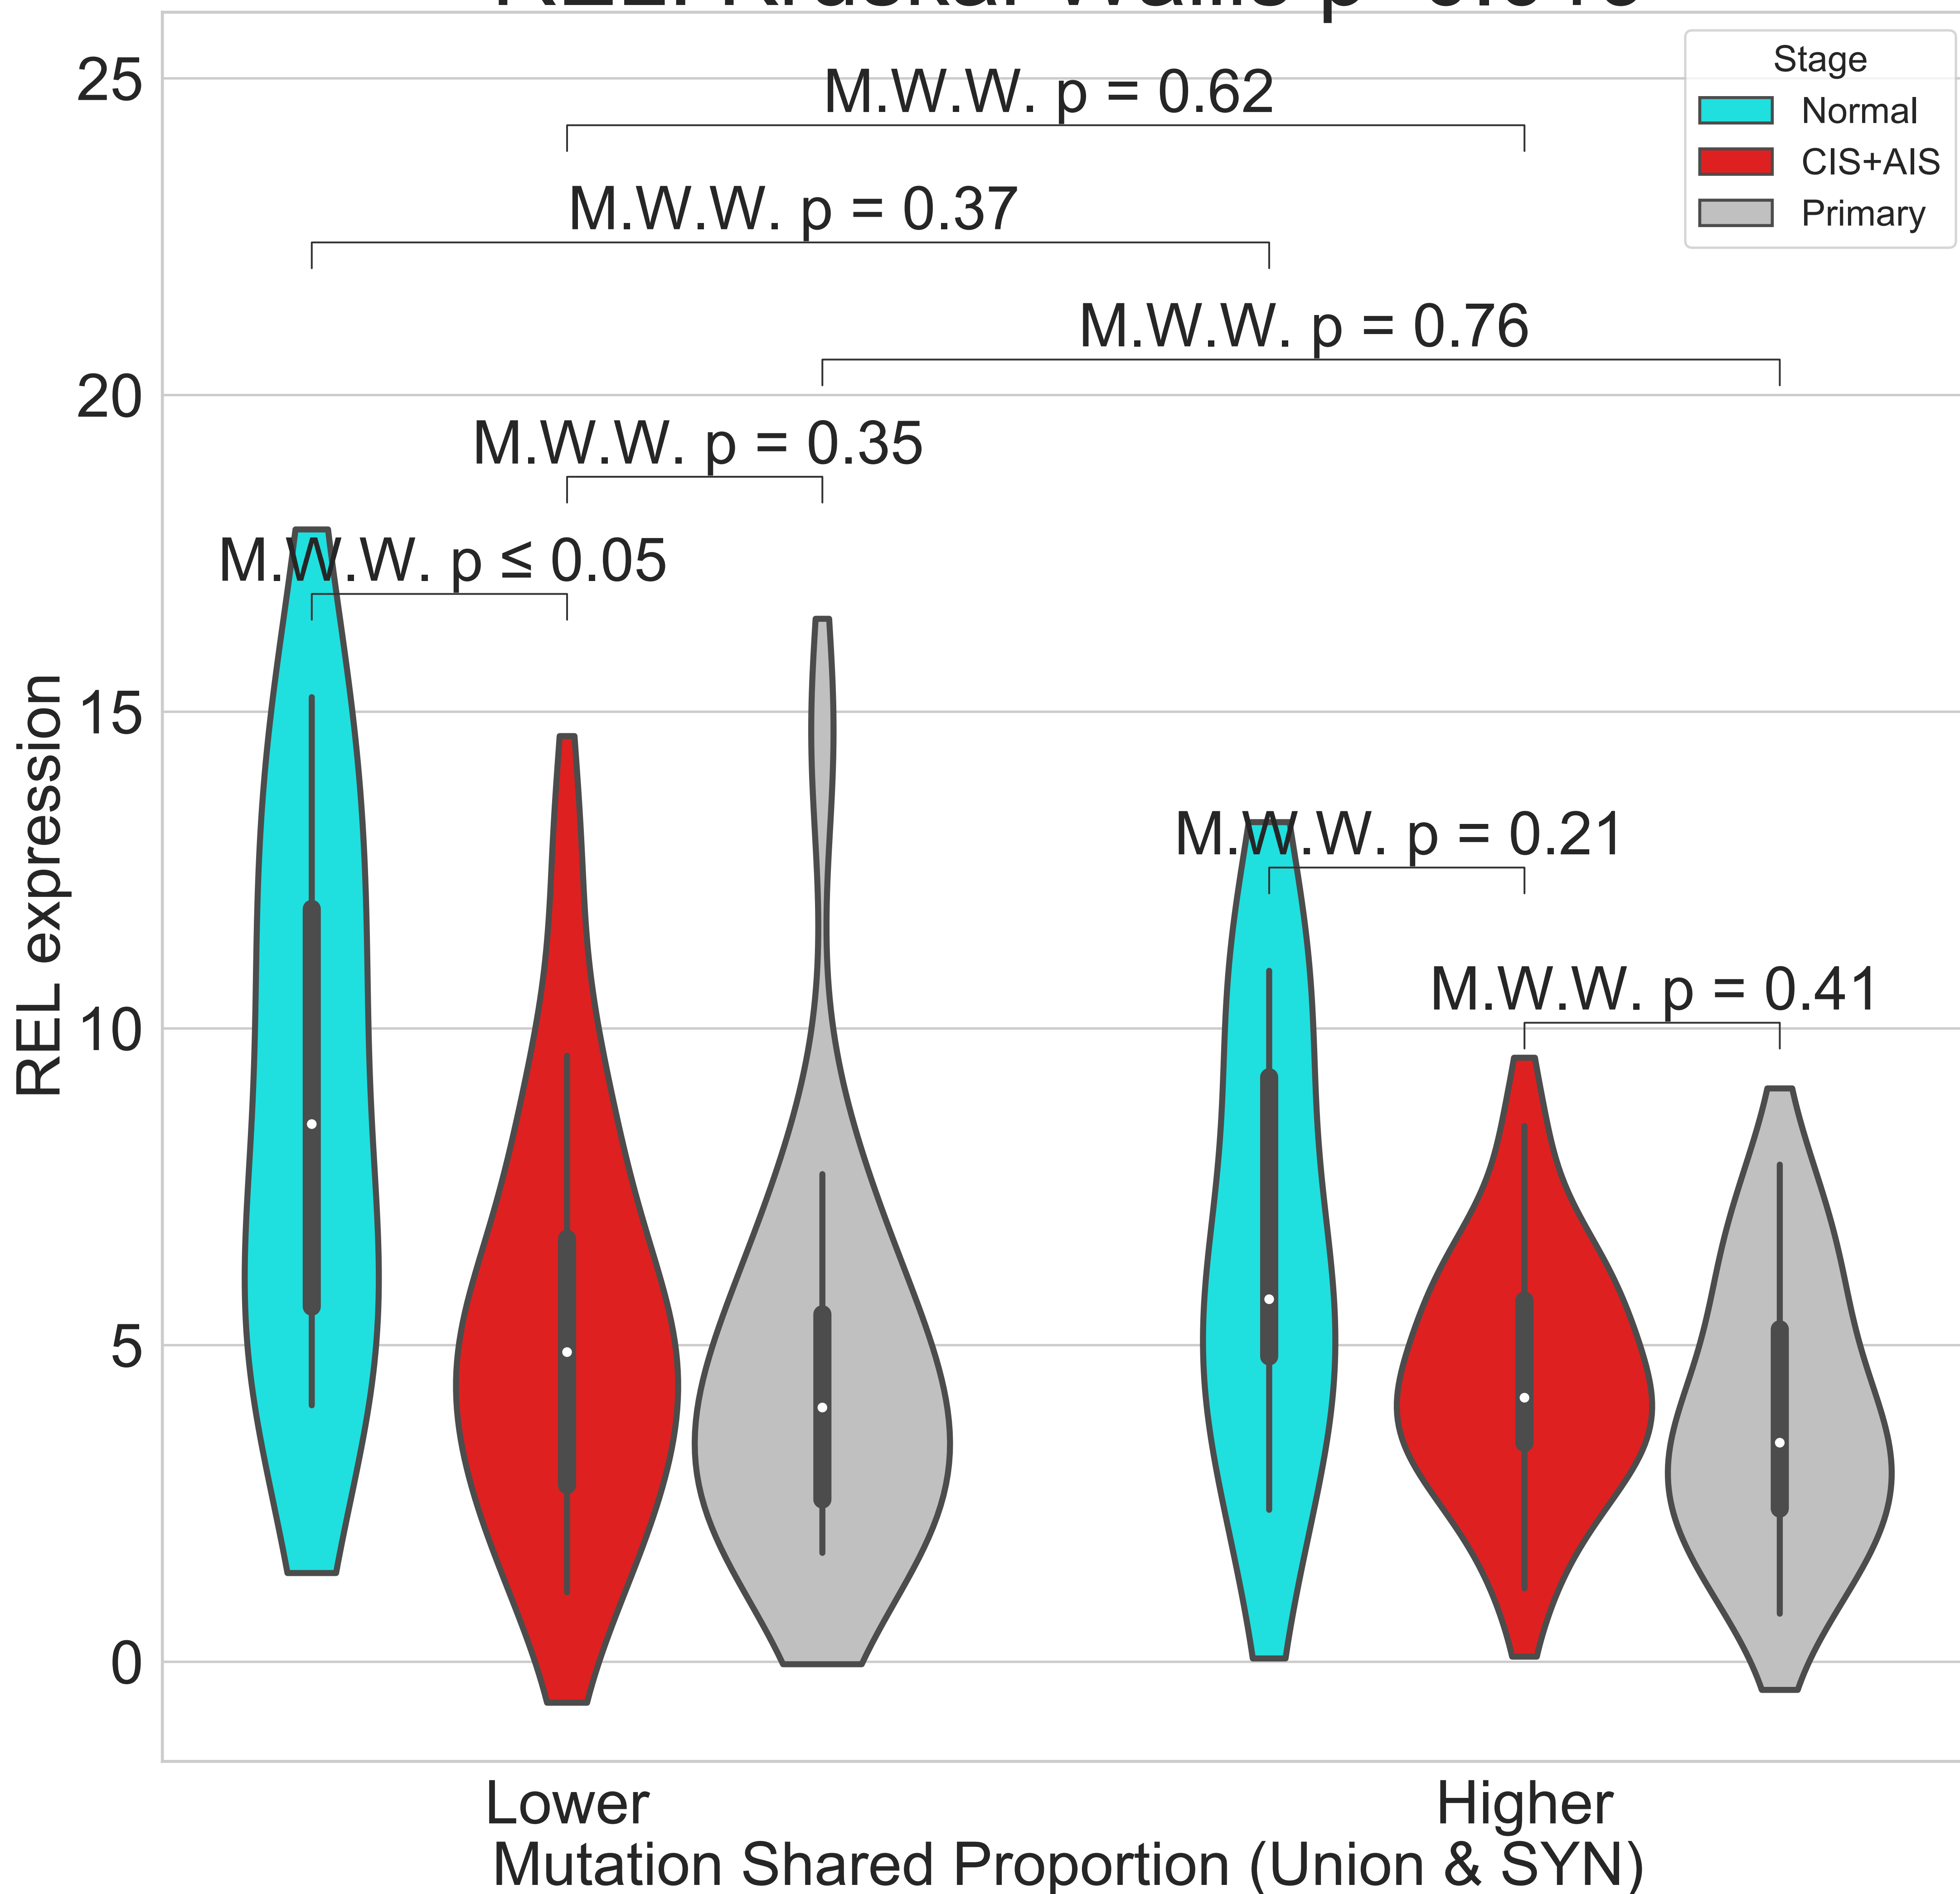 25
20
15
10
5
0
REL expression
M.W.W. p = 0.62
M.W.W. p = 0.37
M.W.W. p = 0.76
M.W.W. p = 0.35
M.W.W. p ≤ 0.05
M.W.W. p = 0.21
M.W.W. p = 0.41
Stage
Normal
CIS+AIS
Primary
Lower
Higher
Mutation Shared Proportion (Union & SYN)